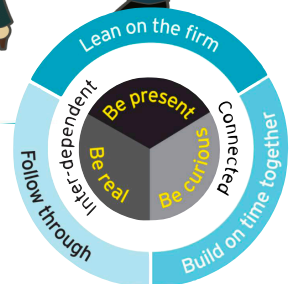 Lean on the firm
Build on time together
Follow through
Inter-dependent
Connected
Be present
Be curious
Be real